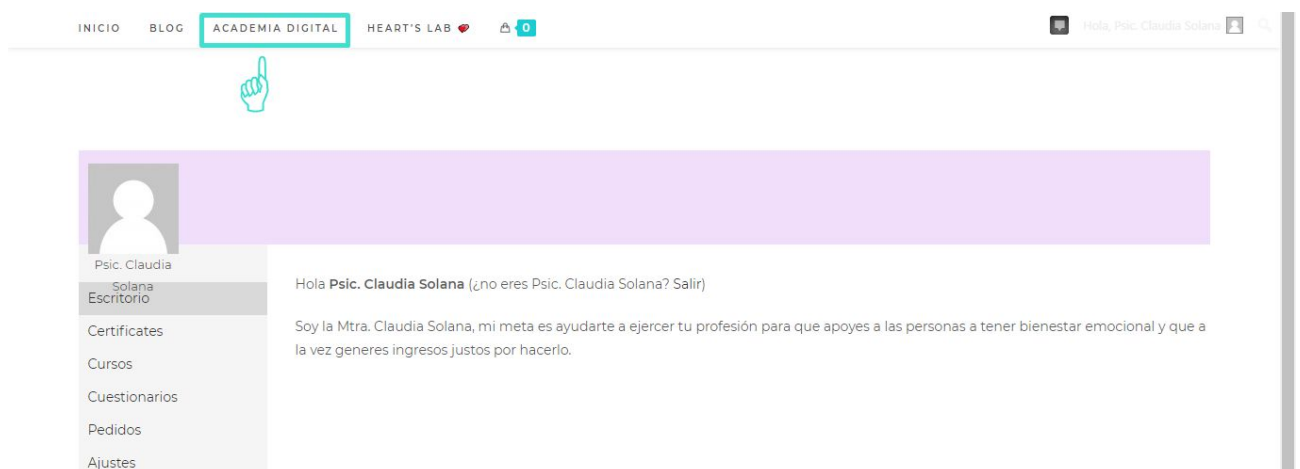 INICIO BLOG ACADEMIA DIGITAL HEART'S LAB 0 Hola, Psic. Claudia Solana
Psic. Claudia
Solana
Escritorio
Certificates
Cursos
Cuestionarios
Pedidos
Ajustes
Hola Psic. Claudia Solana (¿no eres Psic. Claudia Solana? Salir)
Soy la Mtra. Claudia Solana, mi meta es ayudarte a ejercer tu profesión para que apoyes a las personas a tener bienestar emocional y que a
la vez generes ingresos justos por hacerlo.